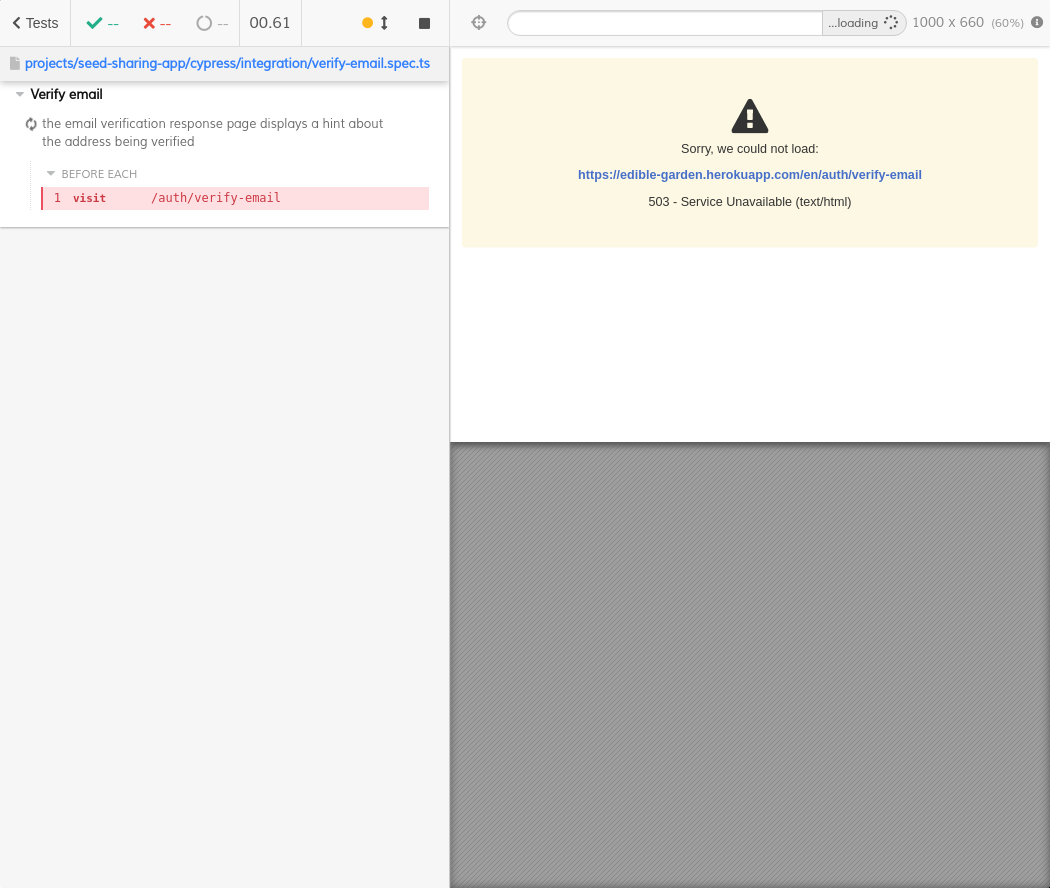 Tests -- -- -- 00.61 ...loading 1000 x 660 (60%)
projects/seed-sharing-app/cypress/integration/verify-email.spec.ts
Verify email
the email verification response page displays a hint about
the address being verified
BEFORE EACH
1 visit /auth/verify-email
Sorry, we could not load:
https://edible-garden.herokuapp.com/en/auth/verify-email
503 - Service Unavailable (text/html)